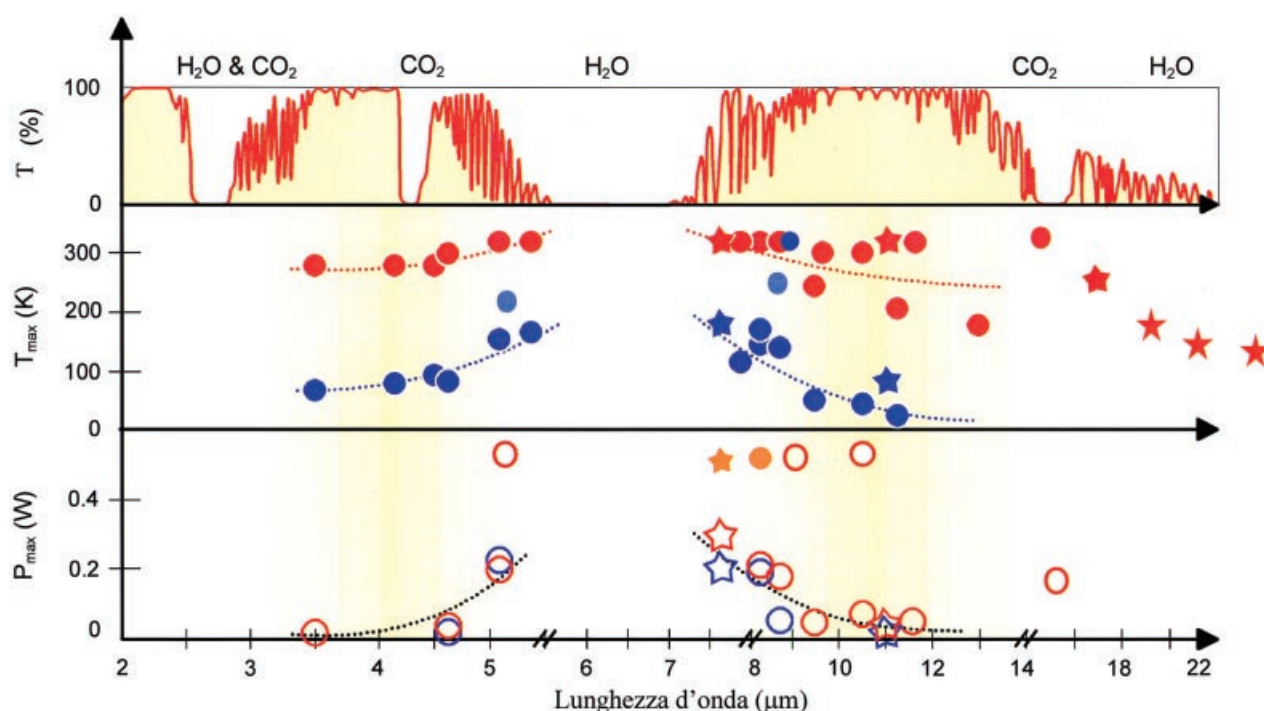 H₂O & CO₂ CO₂ H₂O CO₂ H₂O
T (%)
100
0
Tmax (K)
300
200
100
0
Pmax (W)
0.4
0.2
0
2 3 4 5 6 7 8 10 12 14 18 22
Lunghezza d'onda (μm)